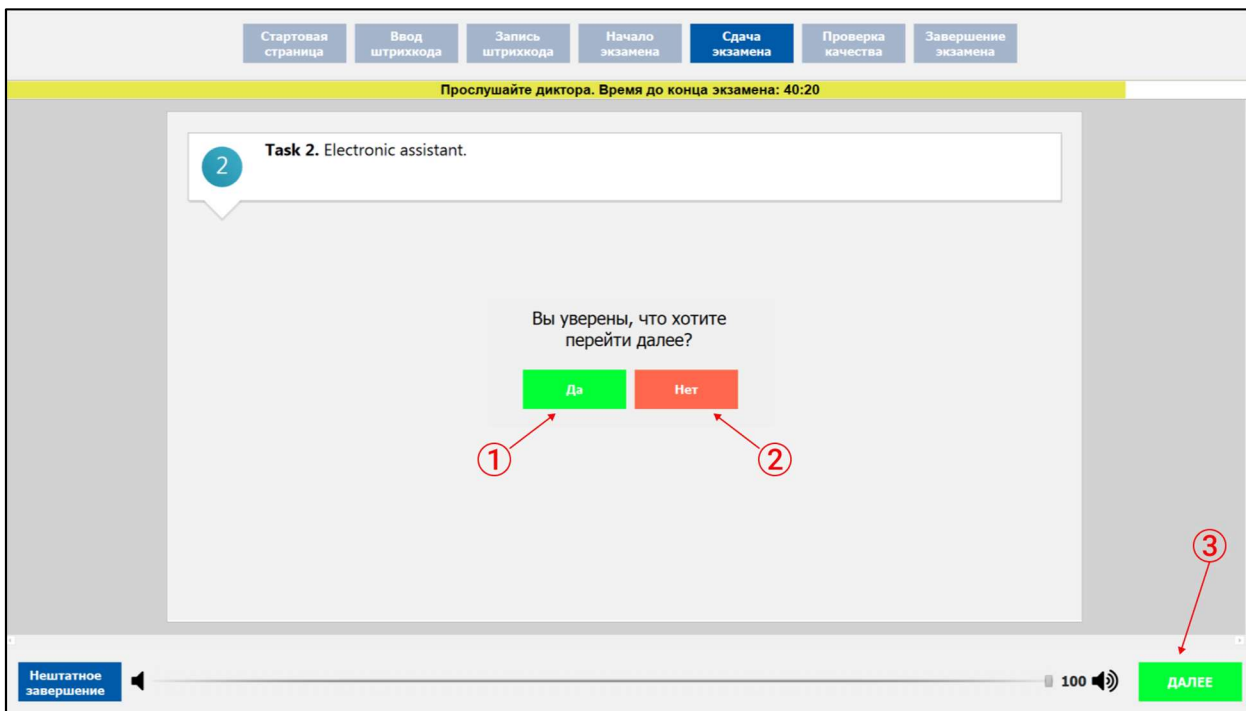 Стартовая страница
Ввод штрихкода
Запись штрихкода
Начало экзамена
Сдача экзамена
Проверка качества
Завершение экзамена
Прослушайте диктора. Время до конца экзамена: 40:20
2
Task 2. Electronic assistant.
Вы уверены, что хотите
перейти далее?
Да
Нет
1
2
3
Нештатное
завершение
100
ДАЛЕЕ